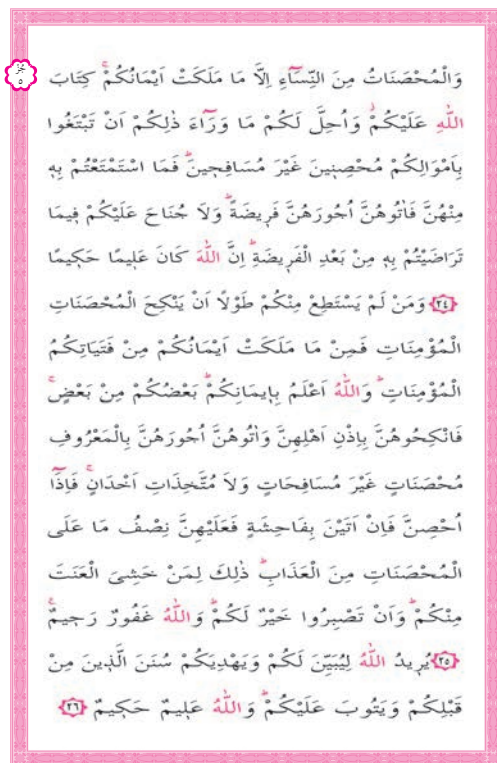 جُزْءٌ ٥
وَالْمُحْصَنَاتُ مِنَ النِّسَٓاءِ اِلَّا مَا مَلَكَتْ اَيْمَانُكُمْۚ كِتَابَ
اللّٰهِ عَلَيْكُمْۚ وَاُحِلَّ لَكُمْ مَا وَرَٓاءَ ذٰلِكُمْ اَنْ تَبْتَغُوا
بِاَمْوَالِكُمْ مُحْصِن۪ينَ غَيْرَ مُسَافِح۪ينَۜ فَمَا اسْتَمْتَعْتُمْ بِه۪
مِنْهُنَّ فَاٰتُوهُنَّ اُجُورَهُنَّ فَر۪يضَةًۜ وَلَا جُنَاحَ عَلَيْكُمْ ف۪يمَا
تَرَاضَيْتُمْ بِه۪ مِنْ بَعْدِ الْفَر۪يضَةِۜ اِنَّ اللّٰهَ كَانَ عَل۪يمًا حَك۪يمًا
﴿٢٤﴾ وَمَنْ لَمْ يَسْتَطِعْ مِنْكُمْ طَوْلًا اَنْ يَنْكِحَ الْمُحْصَنَاتِ
الْمُؤْمِنَاتِ فَمِنْ مَا مَلَكَتْ اَيْمَانُكُمْ مِنْ فَتَيَاتِكُمُ
الْمُؤْمِنَاتِۜ وَاللّٰهُ اَعْلَمُ بِا۪يمَانِكُمْۜ بَعْضُكُمْ مِنْ بَعْضٍۚ
فَانْكِحُوهُنَّ بِاِذْنِ اَهْلِهِنَّ وَاٰتُوهُنَّ اُجُورَهُنَّ بِالْمَعْرُوفِ
مُحْصَنَاتٍ غَيْرَ مُسَافِحَاتٍ وَلَا مُتَّخِذَاتِ اَخْدَانٍۚ فَاِذَٓا
اُحْصِنَّ فَاِنْ اَتَيْنَ بِفَاحِشَةٍ فَعَلَيْهِنَّ نِصْفُ مَا عَلَى
الْمُحْصَنَاتِ مِنَ الْعَذَابِۜ ذٰلِكَ لِمَنْ خَشِيَ الْعَنَتَ
مِنْكُمْۜ وَاَنْ تَصْبِرُوا خَيْرٌ لَكُمْۜ وَاللّٰهُ غَفُورٌ رَح۪يمٌ۟
﴿٢٥﴾ يُر۪يدُ اللّٰهُ لِيُبَيِّنَ لَكُمْ وَيَهْدِيَكُمْ سُنَنَ الَّذ۪ينَ مِنْ
قَبْلِكُمْ وَيَتُوبَ عَلَيْكُمْۜ وَاللّٰهُ عَل۪يمٌ حَك۪يمٌ ﴿٢٦﴾